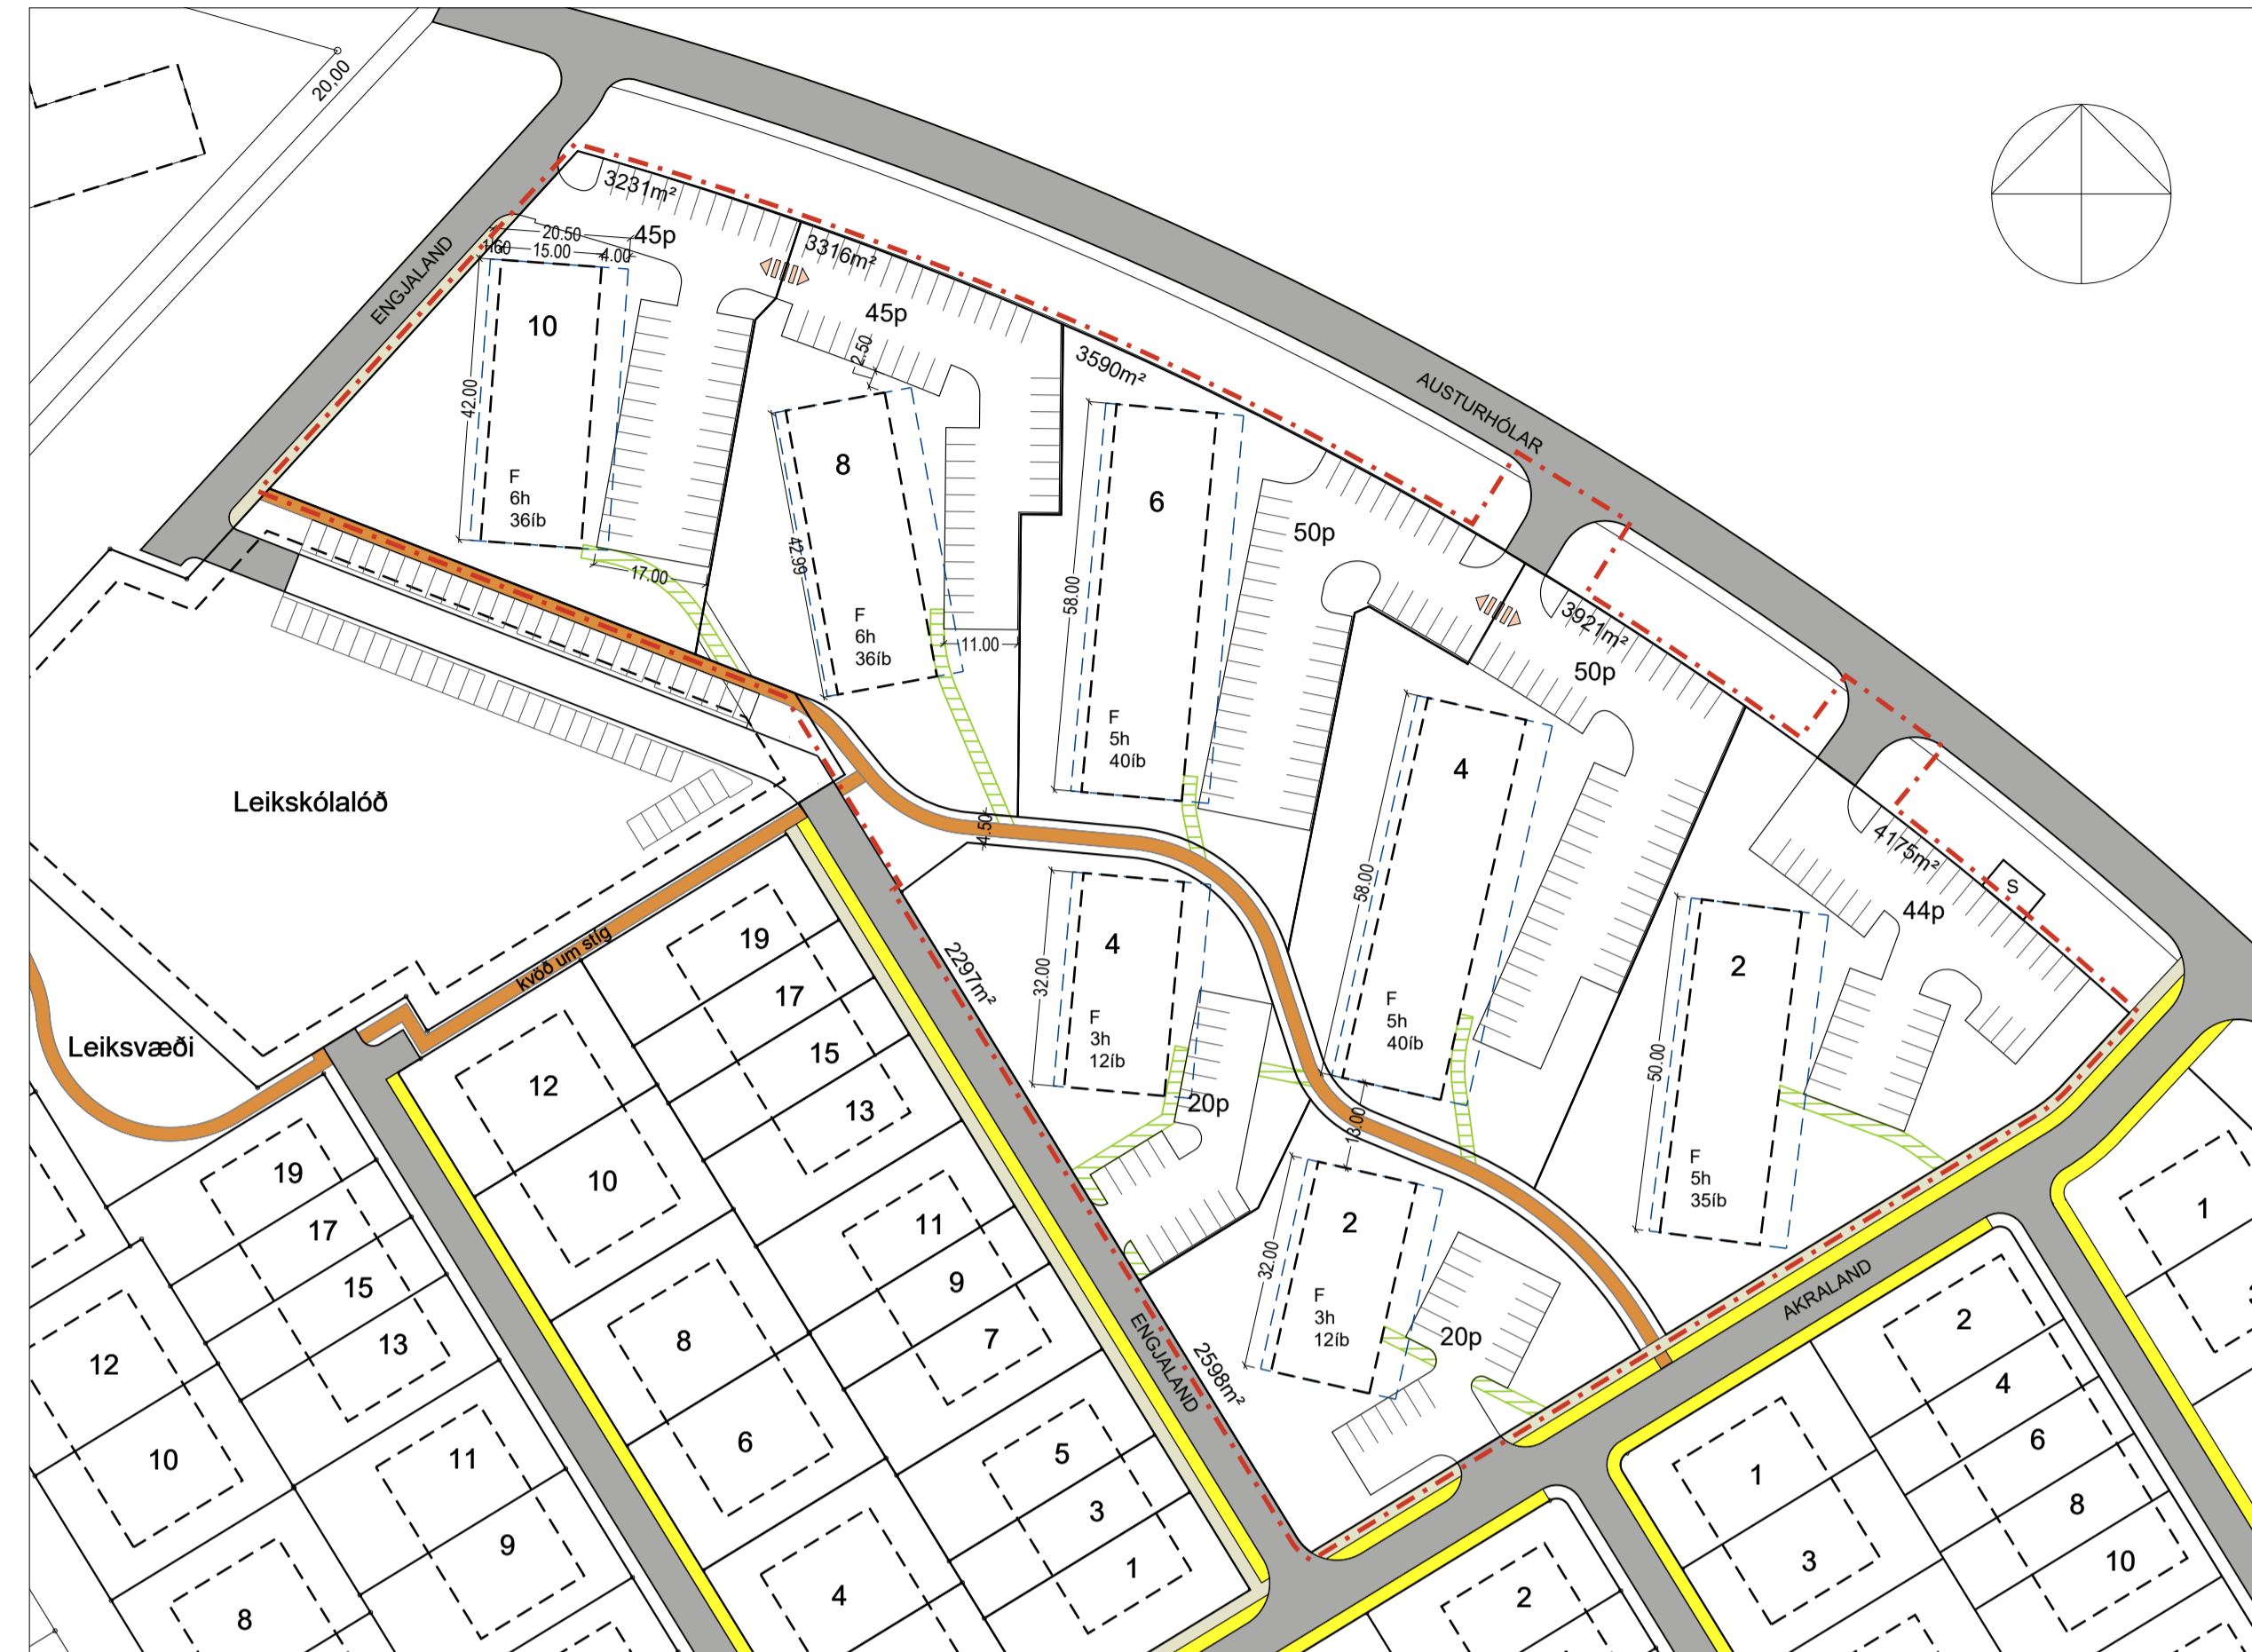 20,00
3231m²
45p
20.50
1.60
15.00
4.00
ENGJALAND
10
42.00
F
6h
36íb
17.00
3316m²
45p
2.50
8
42.99
F
6h
36íb
11.00
3590m²
6
58.00
50p
F
5h
40íb
AUSTURHÓLAR
3921m²
50p
4
58.00
F
5h
40íb
4175m²
S
44p
2
50.00
F
5h
35íb
Leikskólalóð
Leiksvæði
kvöð um stíg
4.50
2297m²
4
32.00
F
3h
12íb
20p
13.00
2
32.00
F
3h
12íb
20p
2598m²
ENGJALAND
AKRALAND
19
17
15
13
12
10
11
9
7
8
6
5
3
1
4
19
17
15
13
12
10
11
9
8
1
2
4
6
8
10
1
3
2